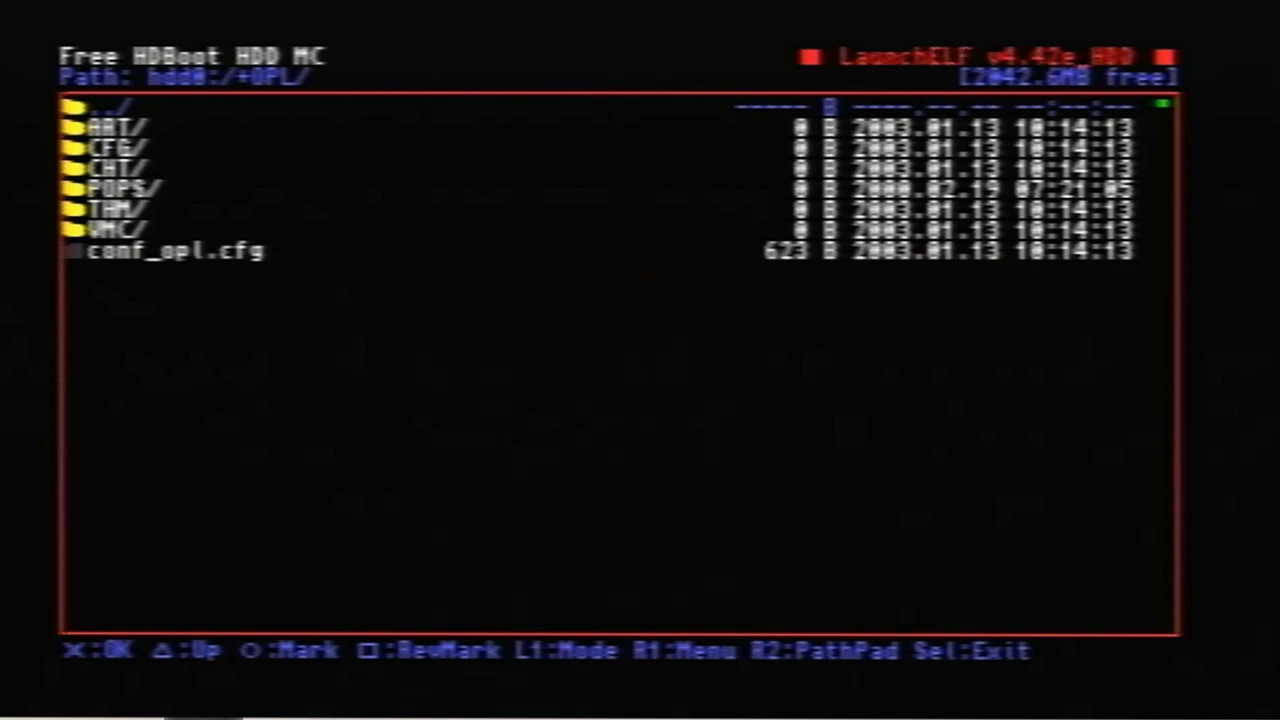 Free HDBoot HDD MC ■ LaunchELF v4.42e_HDD ■
Path: hdd0:/+OPL/ [2042.6MB free]
../ ----- B ----.--.-- --:--:--
ART/ 0 B 2003.01.13 10:14:13
CFG/ 0 B 2003.01.13 10:14:13
CHT/ 0 B 2003.01.13 10:14:13
POPS/ 0 B 2000.02.19 07:21:05
THM/ 0 B 2003.01.13 10:14:13
VMC/ 0 B 2003.01.13 10:14:13
conf_opl.cfg 623 B 2003.01.13 10:14:13
✕:OK △:Up ○:Mark □:RevMark L1:Mode R1:Menu R2:PathPad Sel:Exit